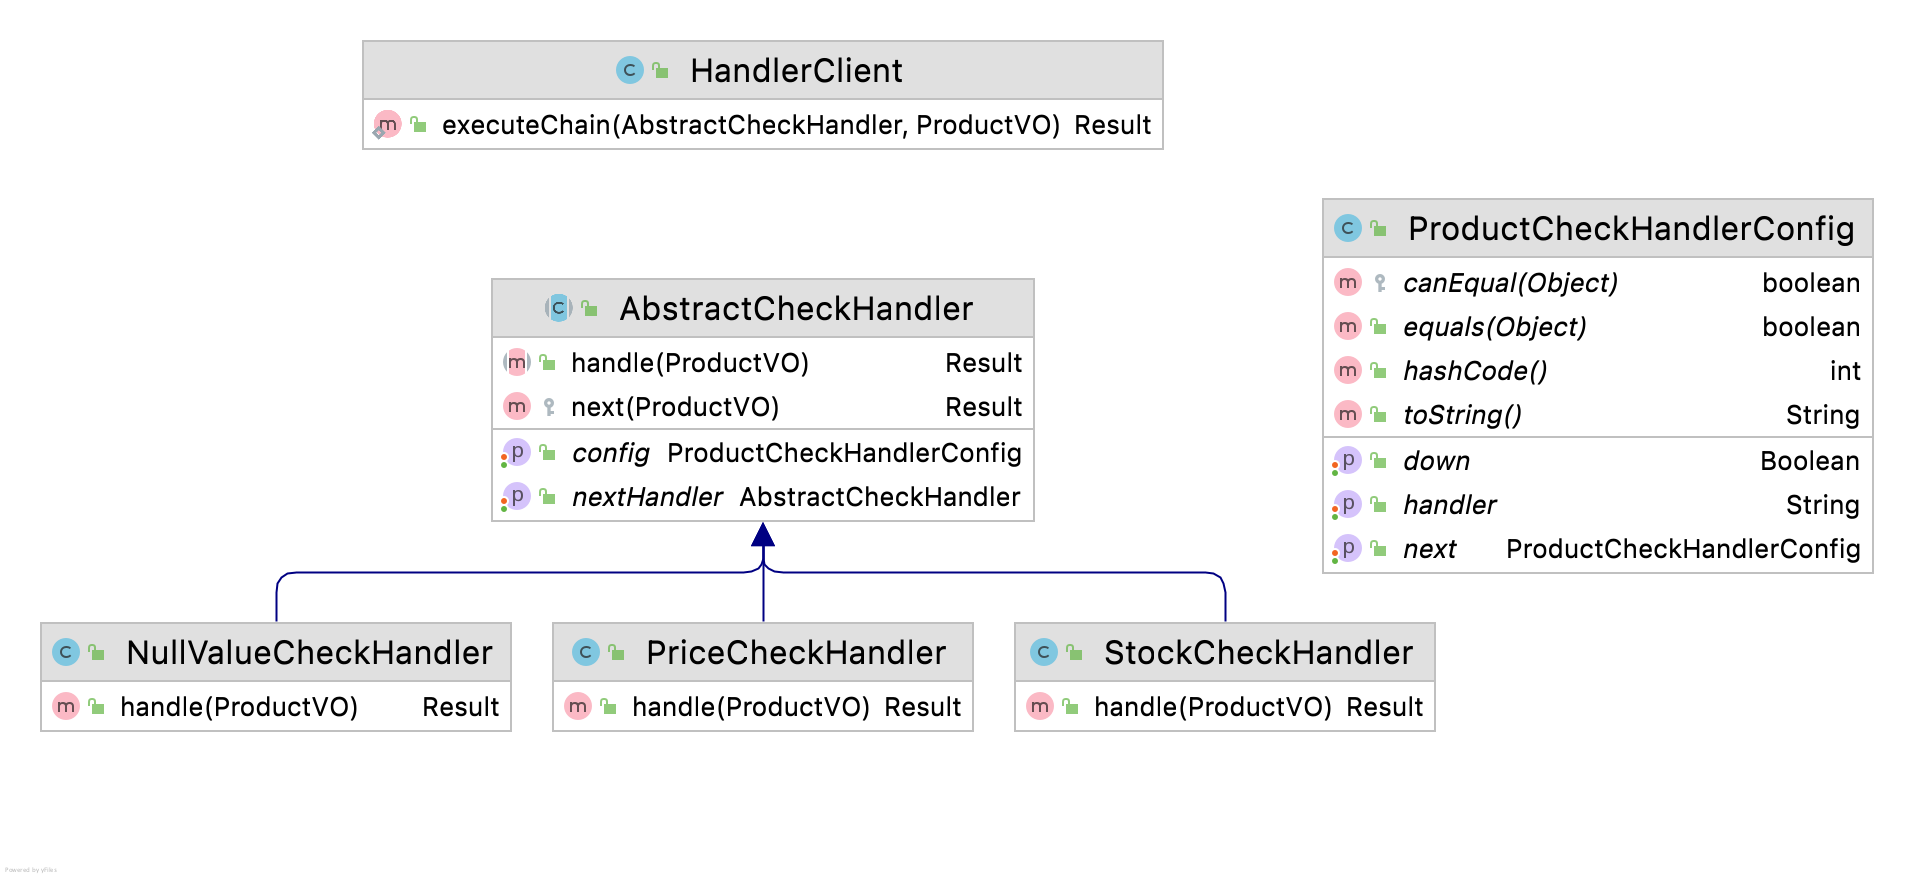 HandlerClient
executeChain(AbstractCheckHandler, ProductVO) Result
AbstractCheckHandler
handle(ProductVO) Result
next(ProductVO) Result
config ProductCheckHandlerConfig
nextHandler AbstractCheckHandler
ProductCheckHandlerConfig
canEqual(Object) boolean
equals(Object) boolean
hashCode() int
toString() String
down Boolean
handler String
next ProductCheckHandlerConfig
NullValueCheckHandler
handle(ProductVO) Result
PriceCheckHandler
handle(ProductVO) Result
StockCheckHandler
handle(ProductVO) Result
Powered by yFiles